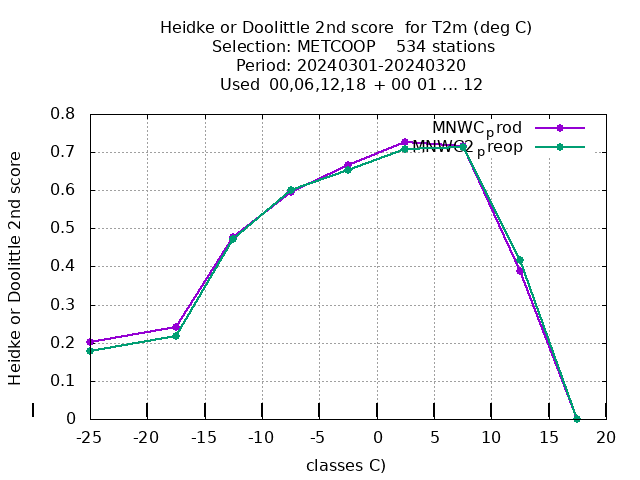 Heidke or Doolittle 2nd score  for T2m (deg C)
Selection: METCOOP    534 stations
Period: 20240301-20240320
Used  00,06,12,18  + 00 01 ... 12
Heidke or Doolittle 2nd score
0.8
0.7
0.6
0.5
0.4
0.3
0.2
0.1
0
MNWCprod
MNWC2preop
-25 -20 -15 -10 -5 0 5 10 15 20
classes C)